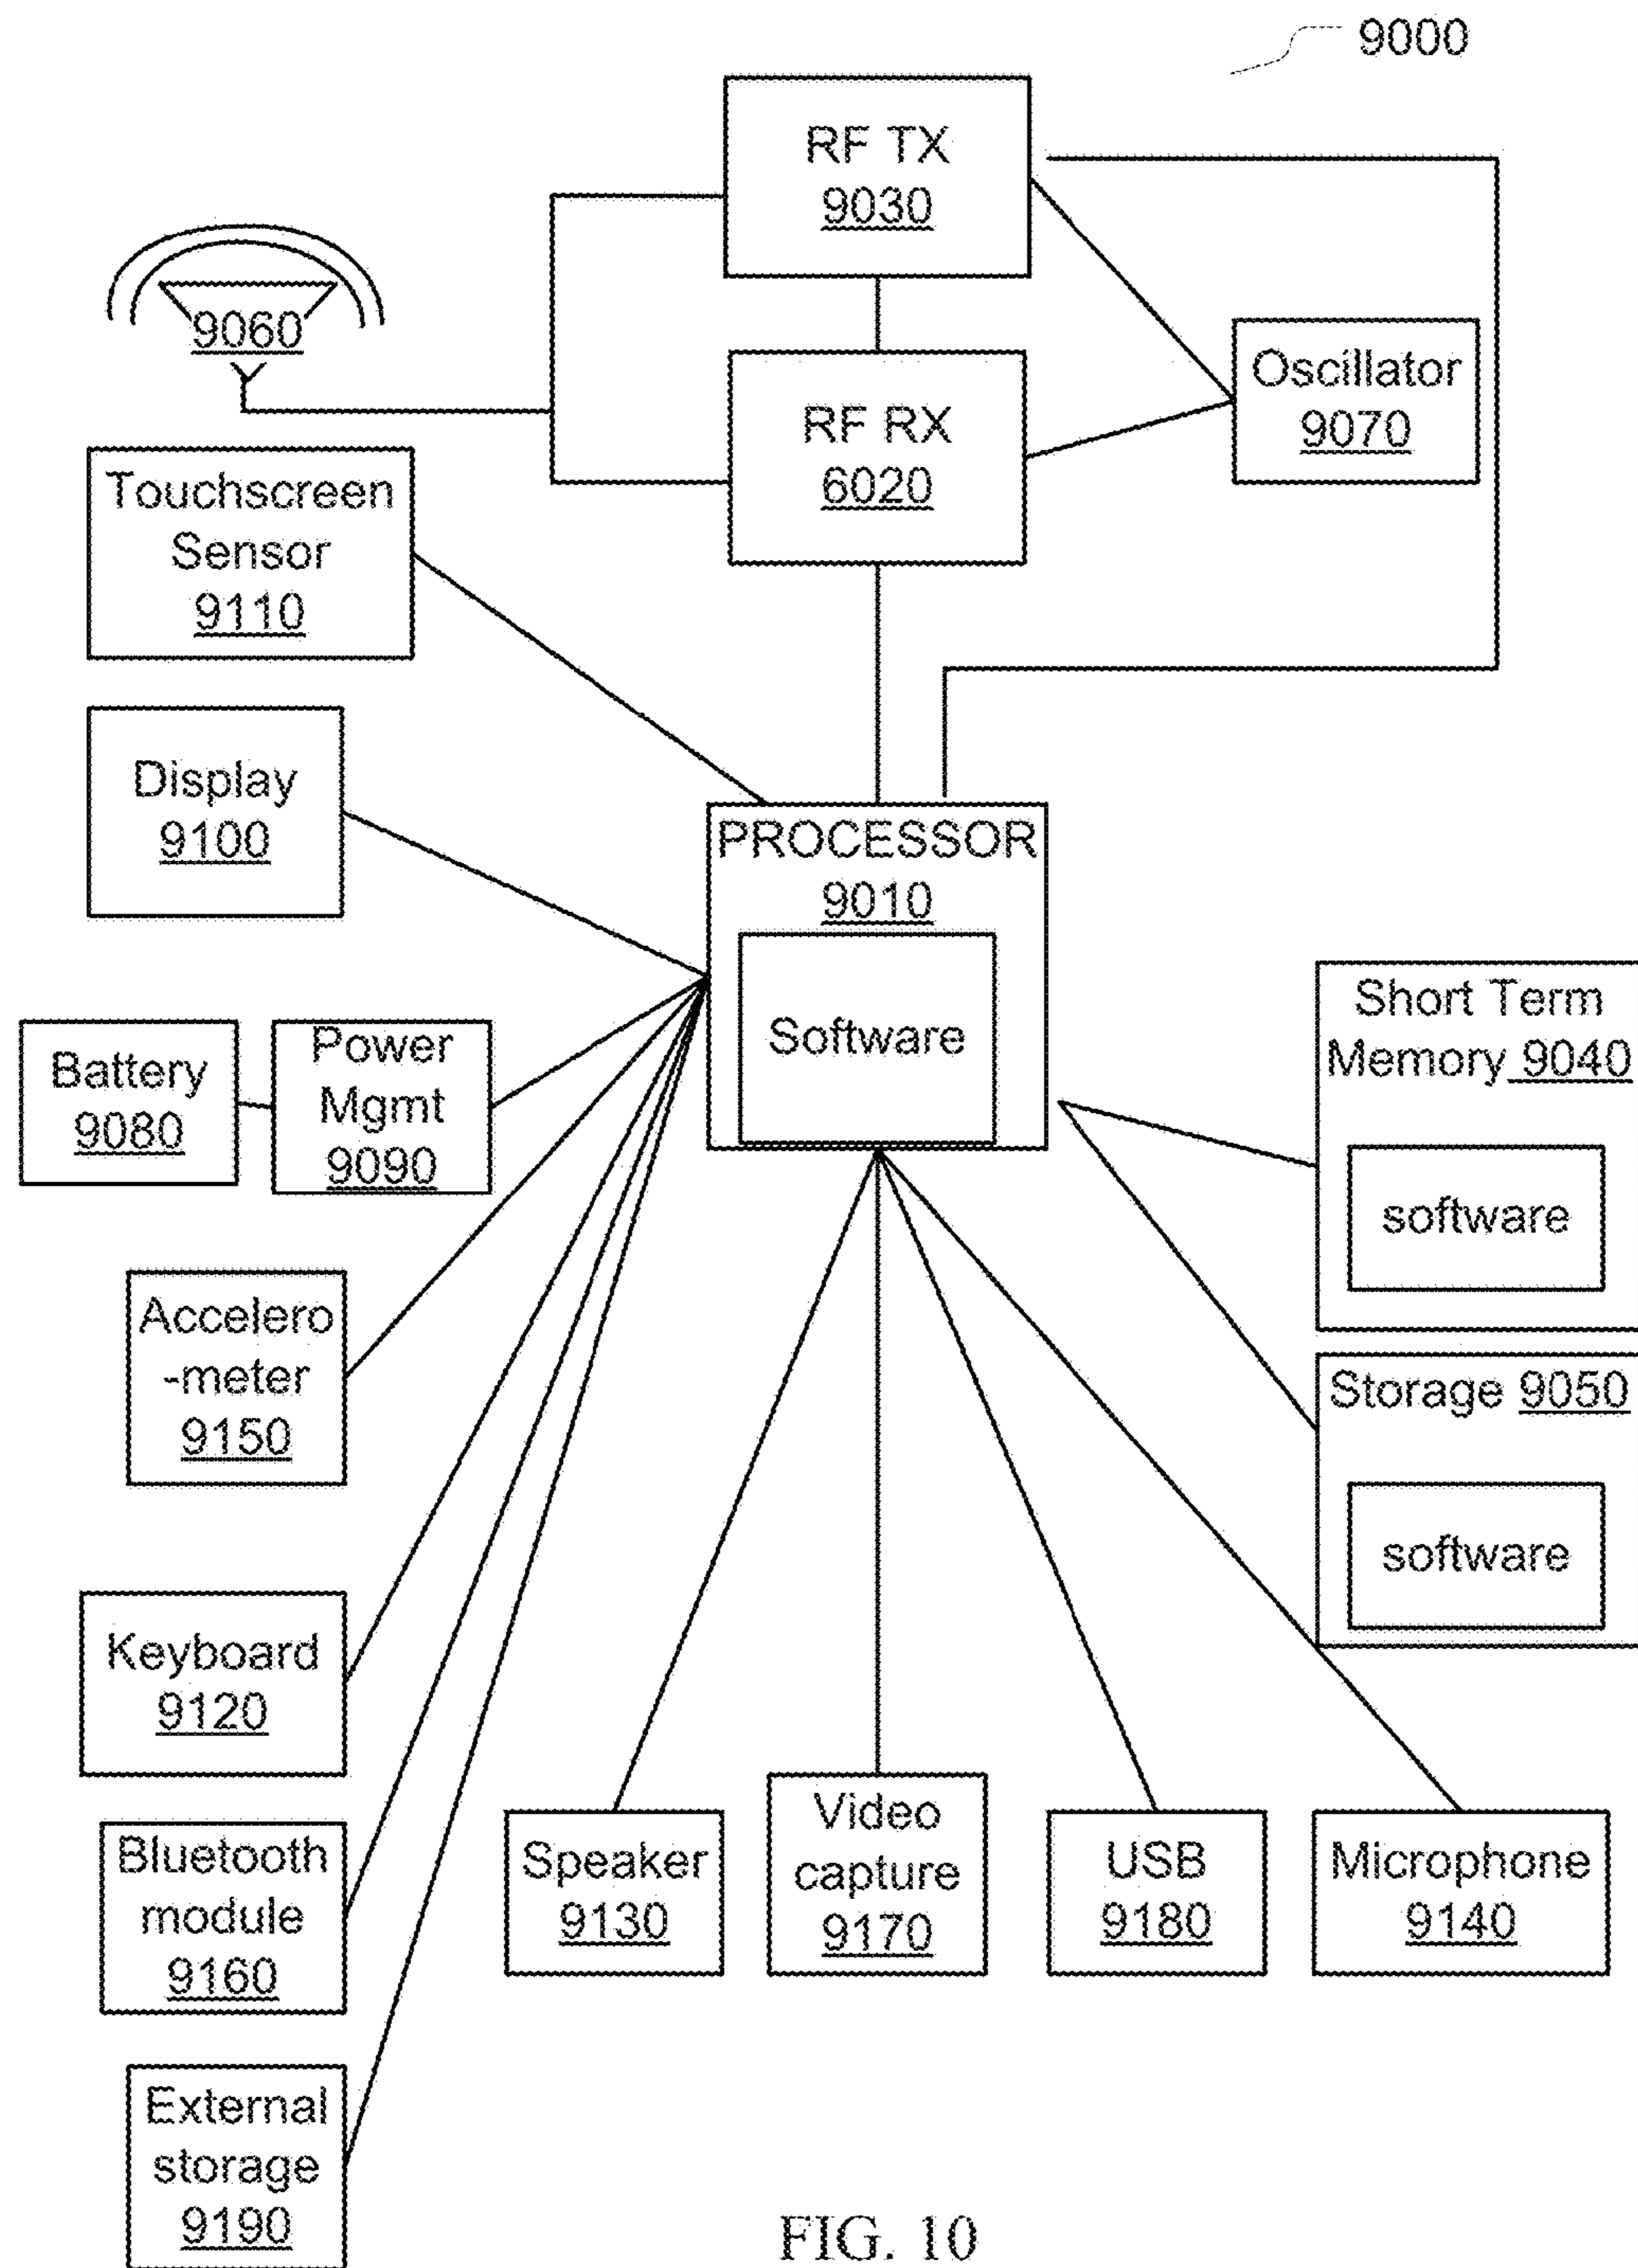 9000
RF TX
9030
9060
RF RX
6020
Oscillator
9070
Touchscreen
Sensor
9110
Display
9100
PROCESSOR
9010
Software
Short Term
Memory 9040
software
Battery
9080
Power
Mgmt
9090
Accelero
-meter
9150
Storage 9050
software
Keyboard
9120
Bluetooth
module
9160
Speaker
9130
Video
capture
9170
USB
9180
Microphone
9140
External
storage
9190
FIG. 10